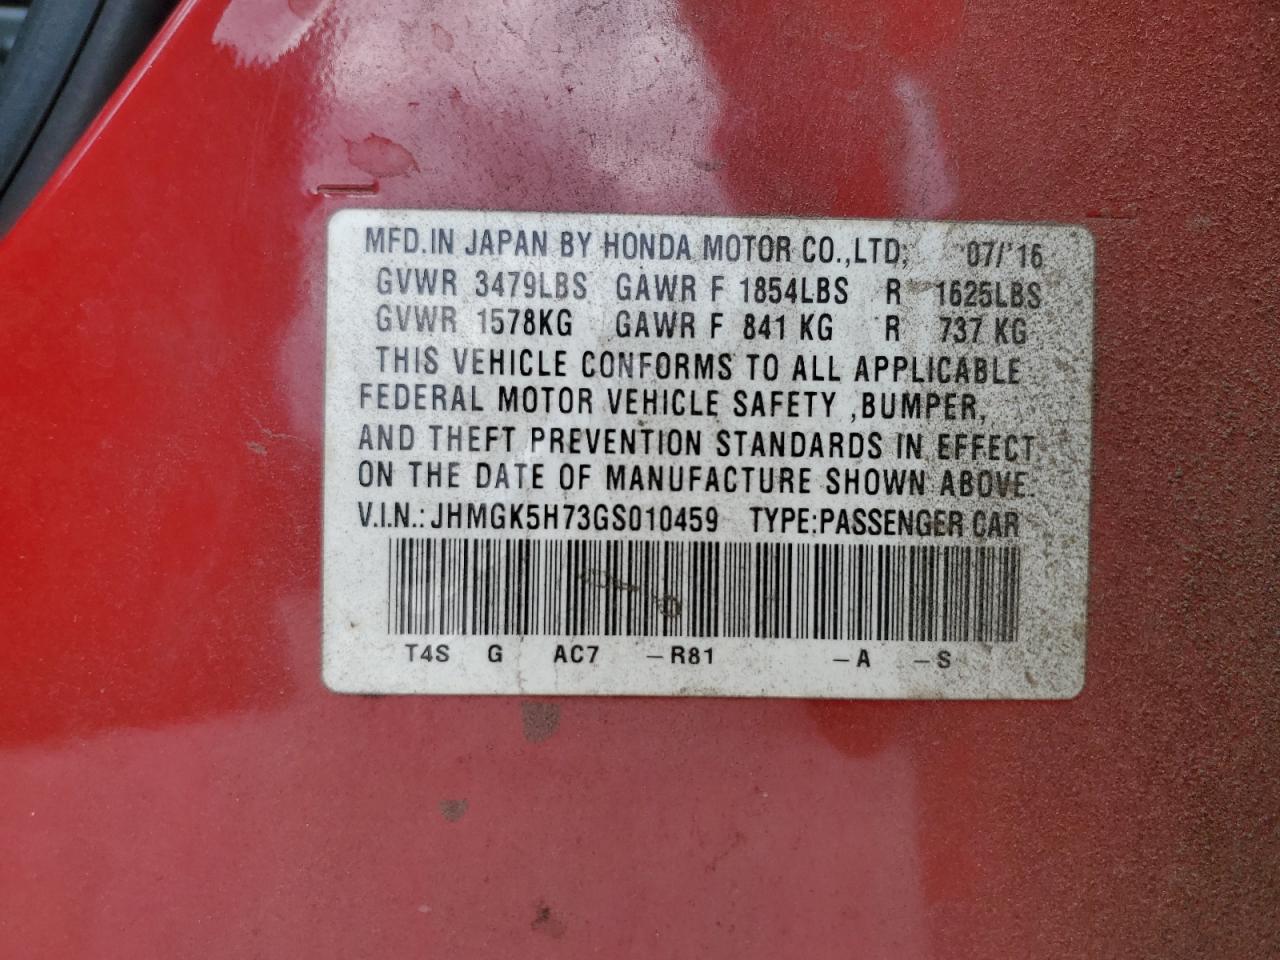 MFD.IN JAPAN BY HONDA MOTOR CO.,LTD, 07/'16
GVWR 3479LBS GAWR F 1854LBS R 1625LBS
GVWR 1578KG GAWR F 841 KG R 737 KG
THIS VEHICLE CONFORMS TO ALL APPLICABLE
FEDERAL MOTOR VEHICLE SAFETY ,BUMPER,
AND THEFT PREVENTION STANDARDS IN EFFECT
ON THE DATE OF MANUFACTURE SHOWN ABOVE.
V.I.N.: JHMGK5H73GS010459 TYPE:PASSENGER CAR
T4S G AC7 -R81 -A -S